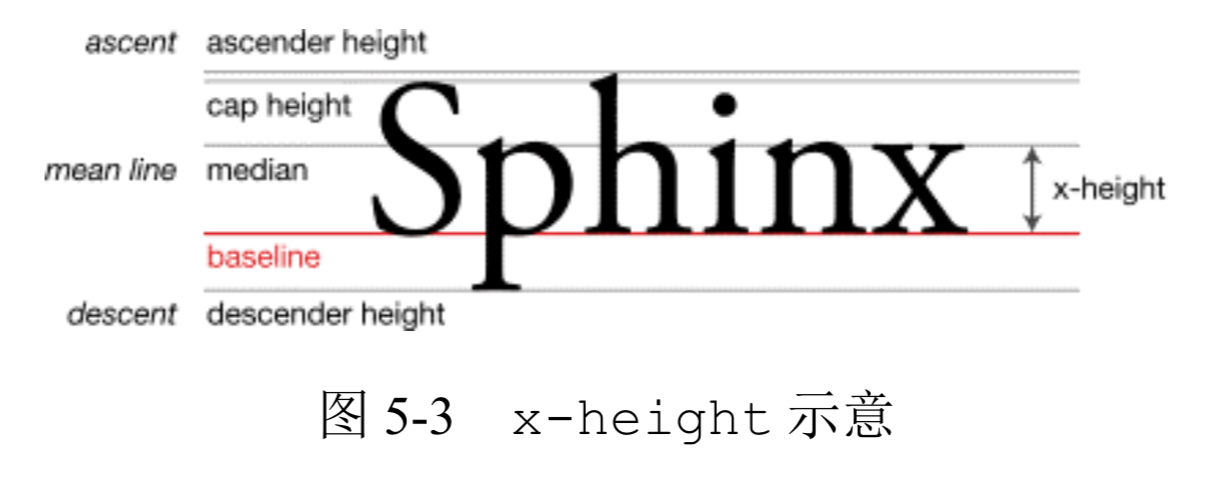 ascent ascender height
cap height
Sphinx
mean line median
x-height
baseline
descent descender height
图 5-3 x-height 示意